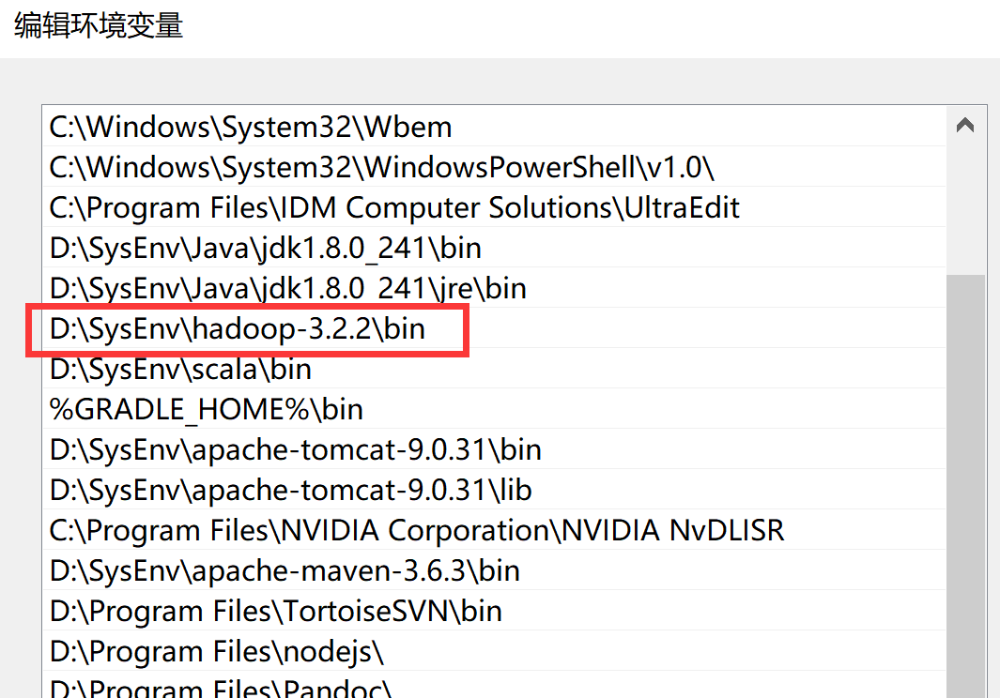 编辑环境变量
C:\Windows\System32\Wbem
C:\Windows\System32\WindowsPowerShell\v1.0\
C:\Program Files\IDM Computer Solutions\UltraEdit
D:\SysEnv\Java\jdk1.8.0_241\bin
D:\SysEnv\Java\jdk1.8.0_241\jre\bin
D:\SysEnv\hadoop-3.2.2\bin
D:\SysEnv\scala\bin
%GRADLE_HOME%\bin
D:\SysEnv\apache-tomcat-9.0.31\bin
D:\SysEnv\apache-tomcat-9.0.31\lib
C:\Program Files\NVIDIA Corporation\NVIDIA NvDLISR
D:\SysEnv\apache-maven-3.6.3\bin
D:\Program Files\TortoiseSVN\bin
D:\Program Files\nodejs\
D:\Program Files\Pandoc\